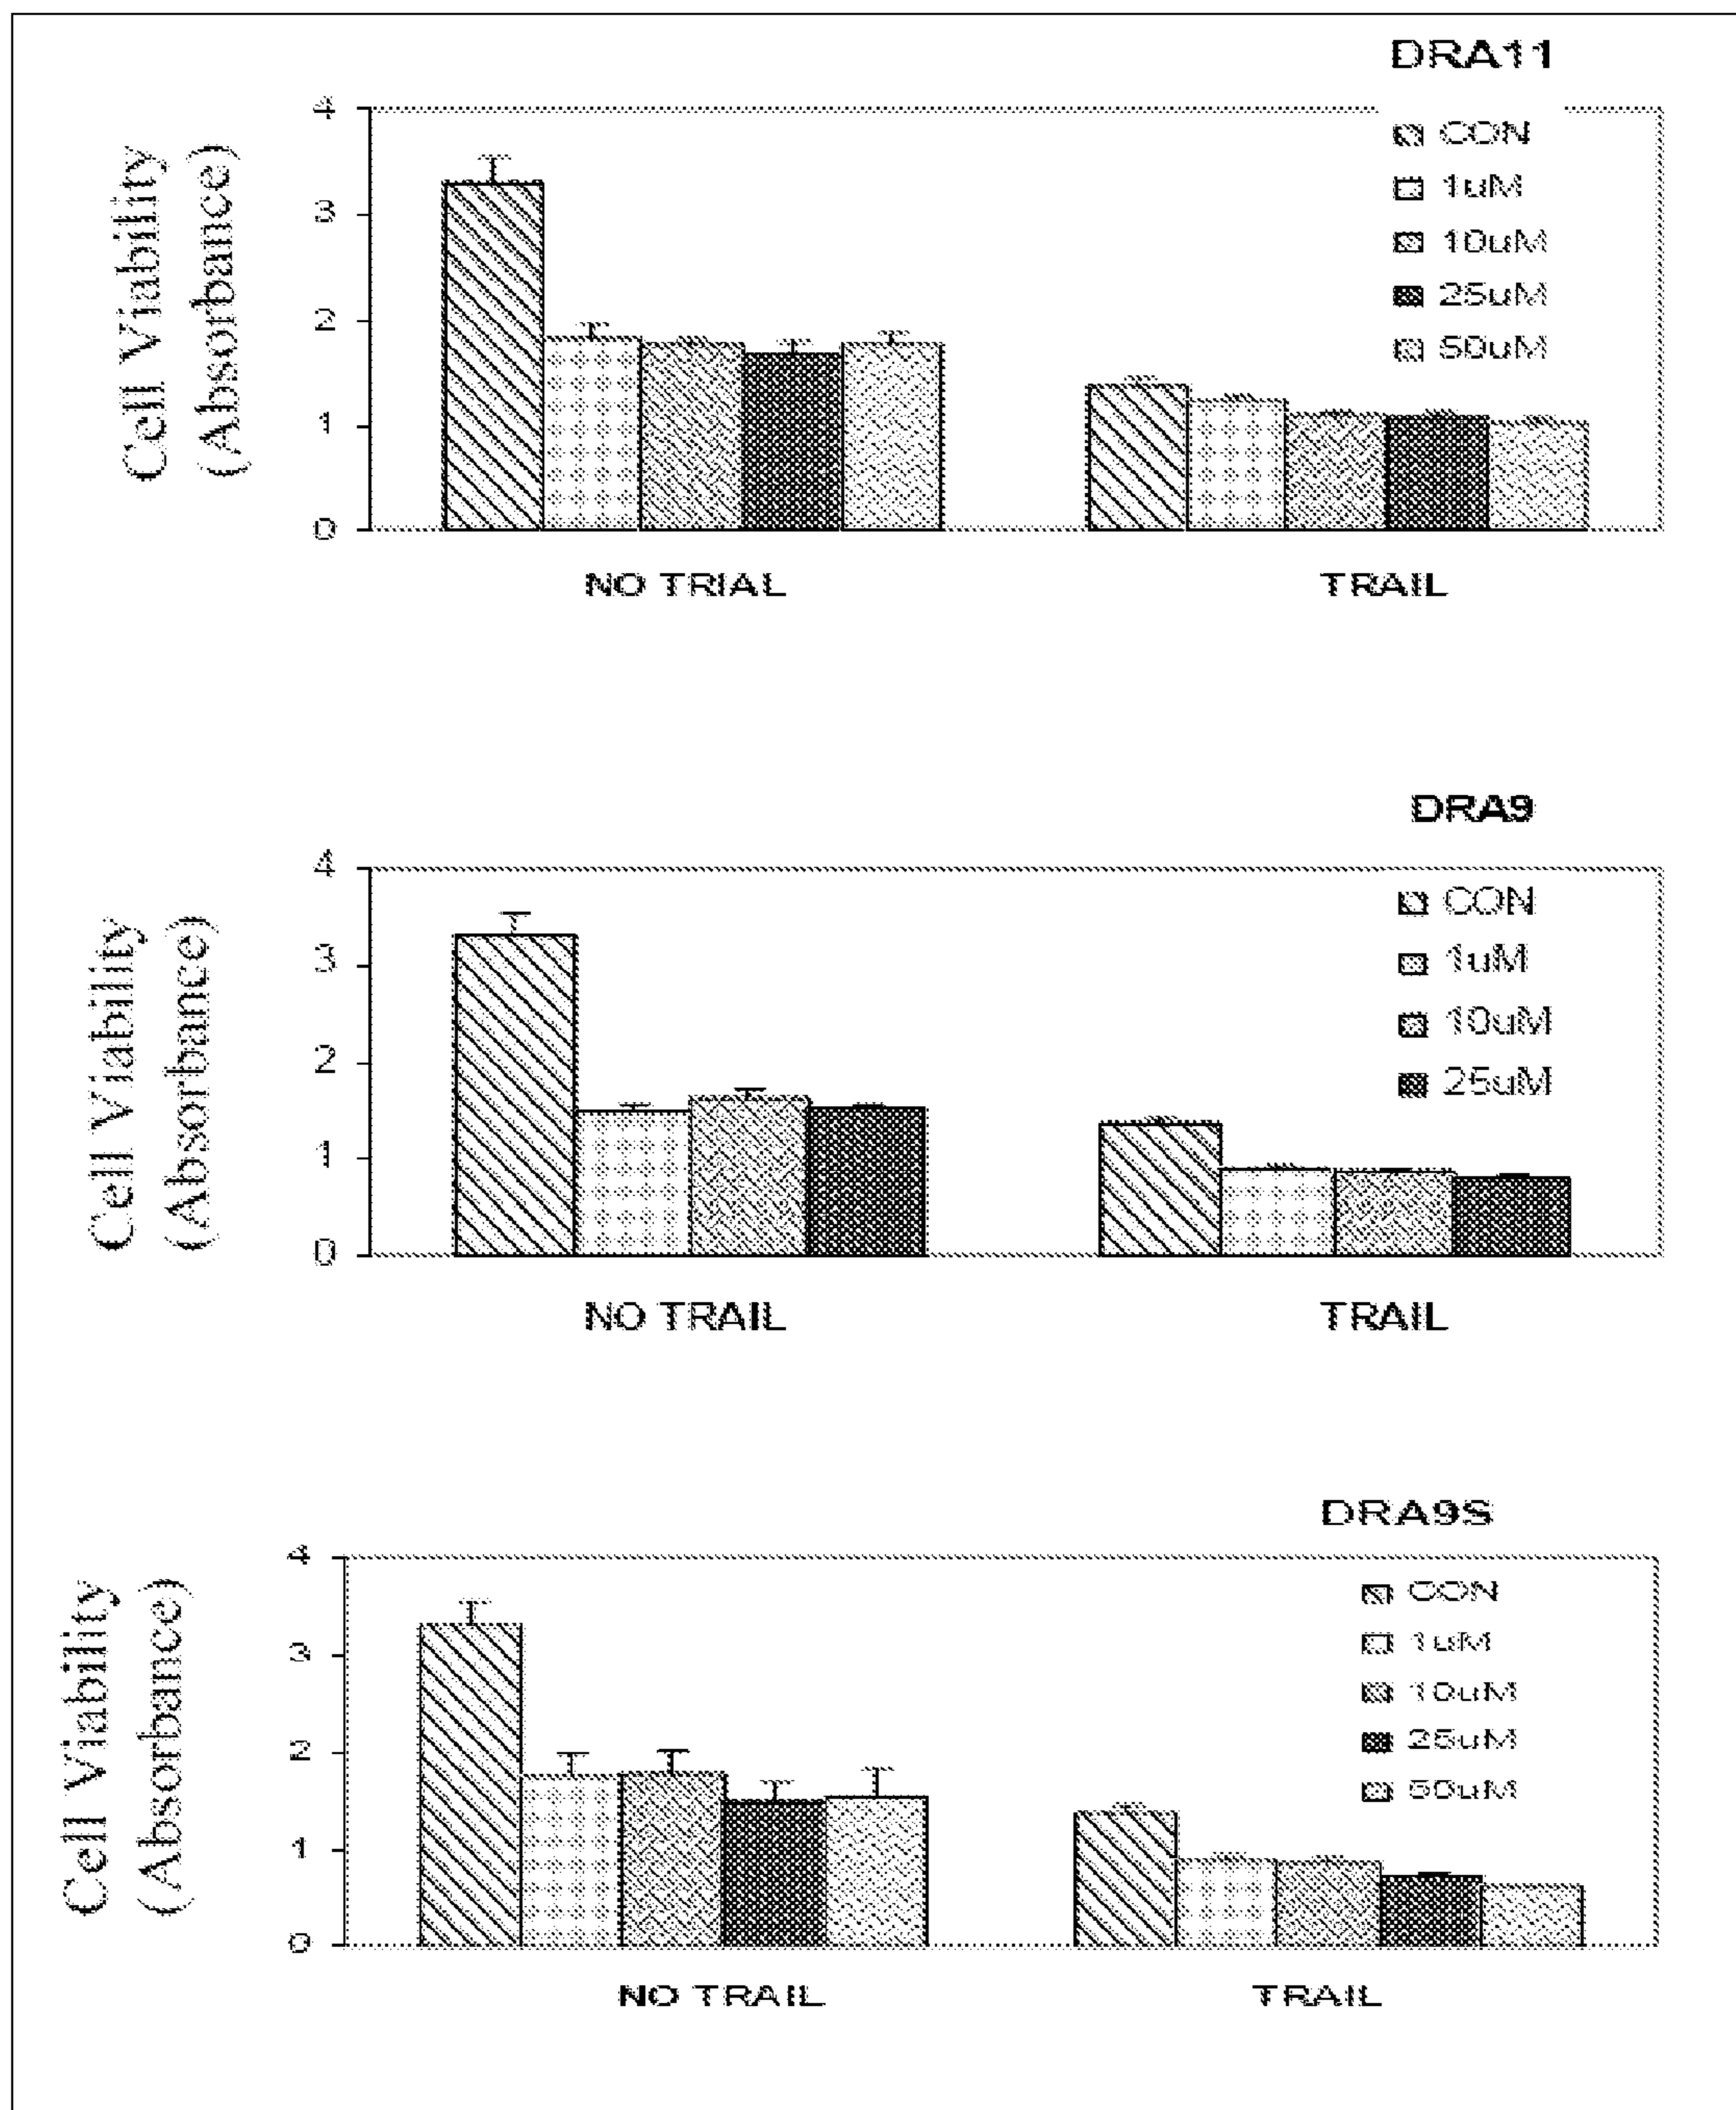 DRA11
Cell Viability
(Absorbance)
4
3
2
1
0
CON
1uM
10uM
25uM
50uM
NO TRIAL
TRAIL
DRA9
Cell Viability
(Absorbance)
4
3
2
1
0
CON
1uM
10uM
25uM
NO TRAIL
TRAIL
DRA9S
Cell Viability
(Absorbance)
4
3
2
1
0
CON
1uM
10uM
25uM
50uM
NO TRAIL
TRAIL